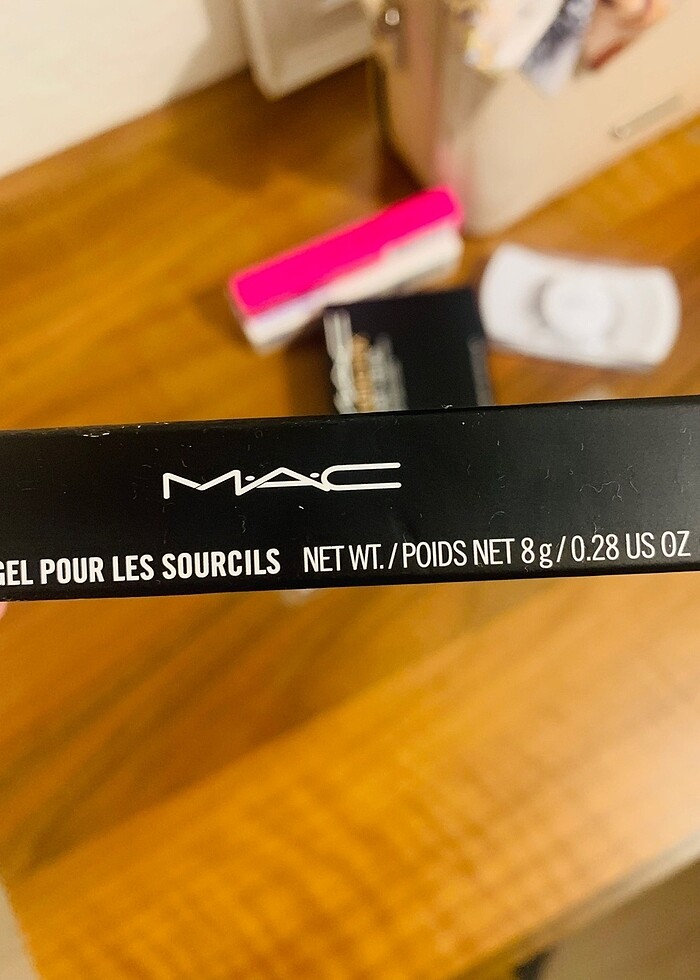 M·A·C
GEL POUR LES SOURCILS NET WT. / POIDS NET 8 g / 0.28 US OZ